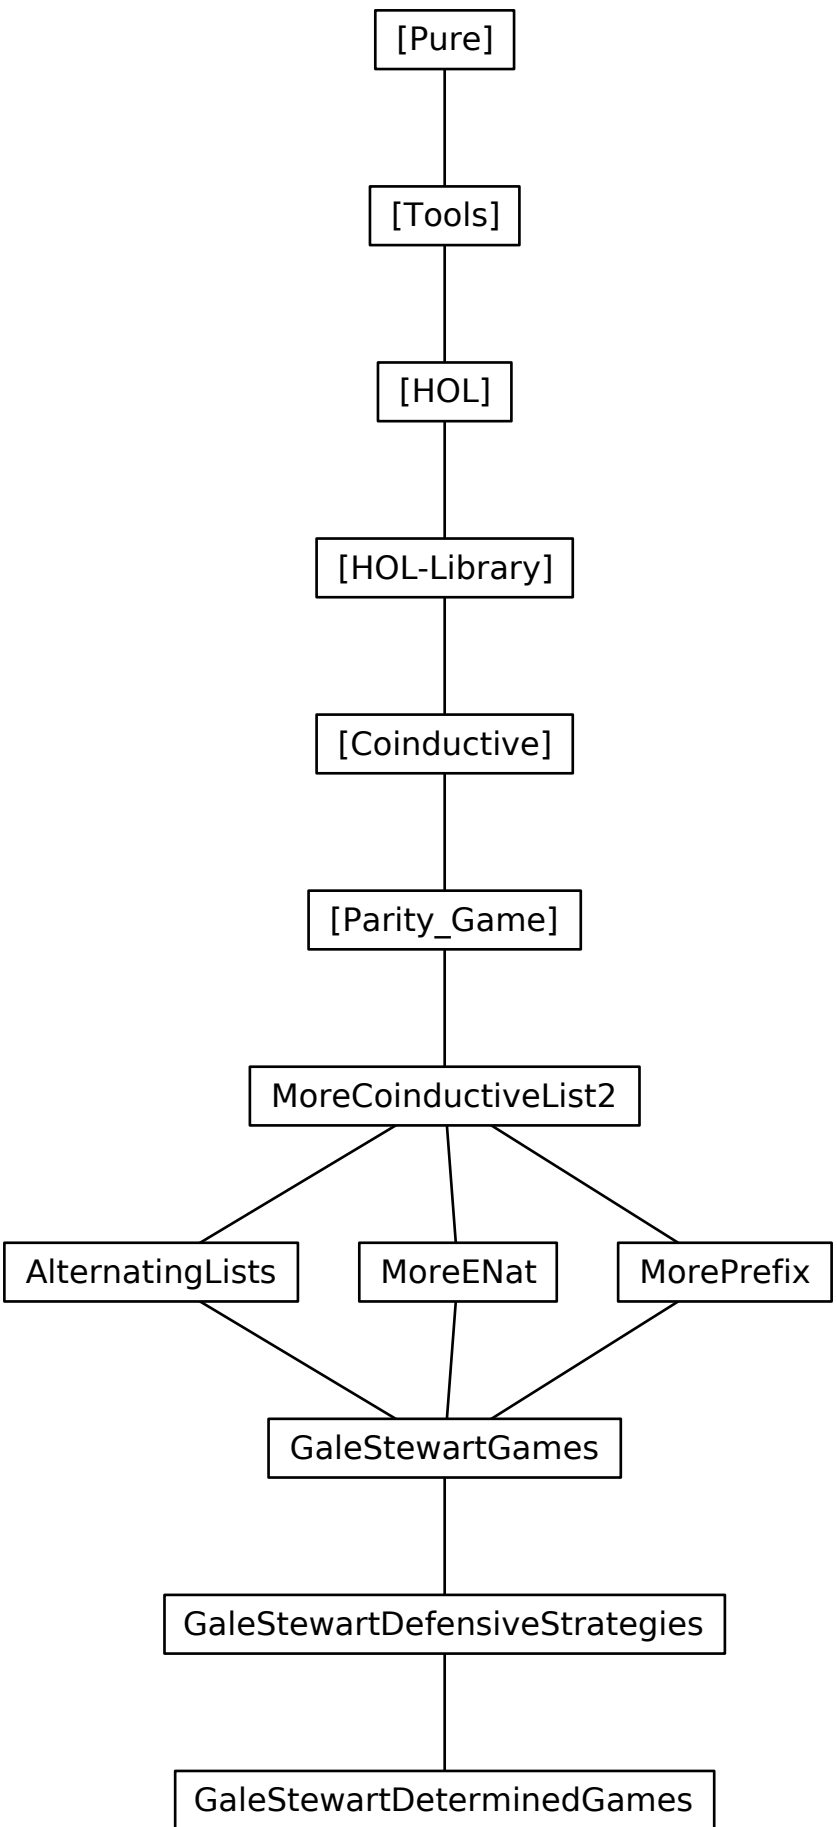 [Pure]
[Tools]
[HOL]
[HOL-Library]
[Coinductive]
[Parity_Game]
MoreCoinductiveList2
AlternatingLists MoreENat MorePrefix
GaleStewartGames
GaleStewartDefensiveStrategies
GaleStewartDeterminedGames